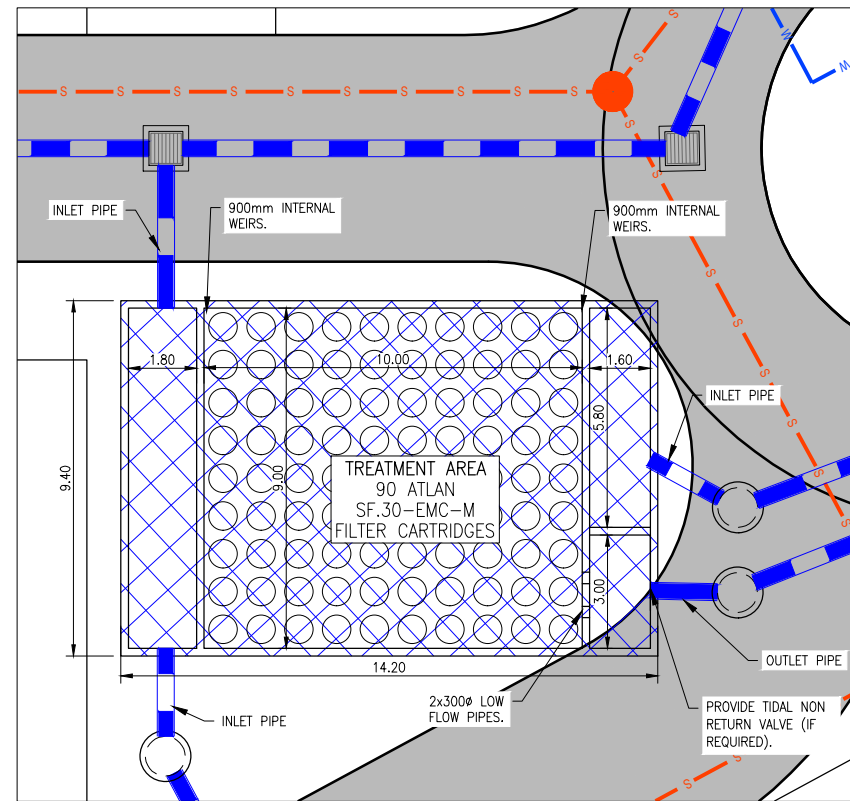 S S S S S S S S S S
S
W
W
INLET PIPE
900mm INTERNAL
WEIRS.
900mm INTERNAL
WEIRS.
S
S
S
S
S
S
S
1.80
10.00
1.60
INLET PIPE
5.80
9.40
9.00
TREATMENT AREA
90 ATLAN
SF.30-EMC-M
FILTER CARTRIDGES
3.00
14.20
OUTLET PIPE
2x300ø LOW
FLOW PIPES.
PROVIDE TIDAL NON
RETURN VALVE (IF
REQUIRED).
INLET PIPE
S
S
S